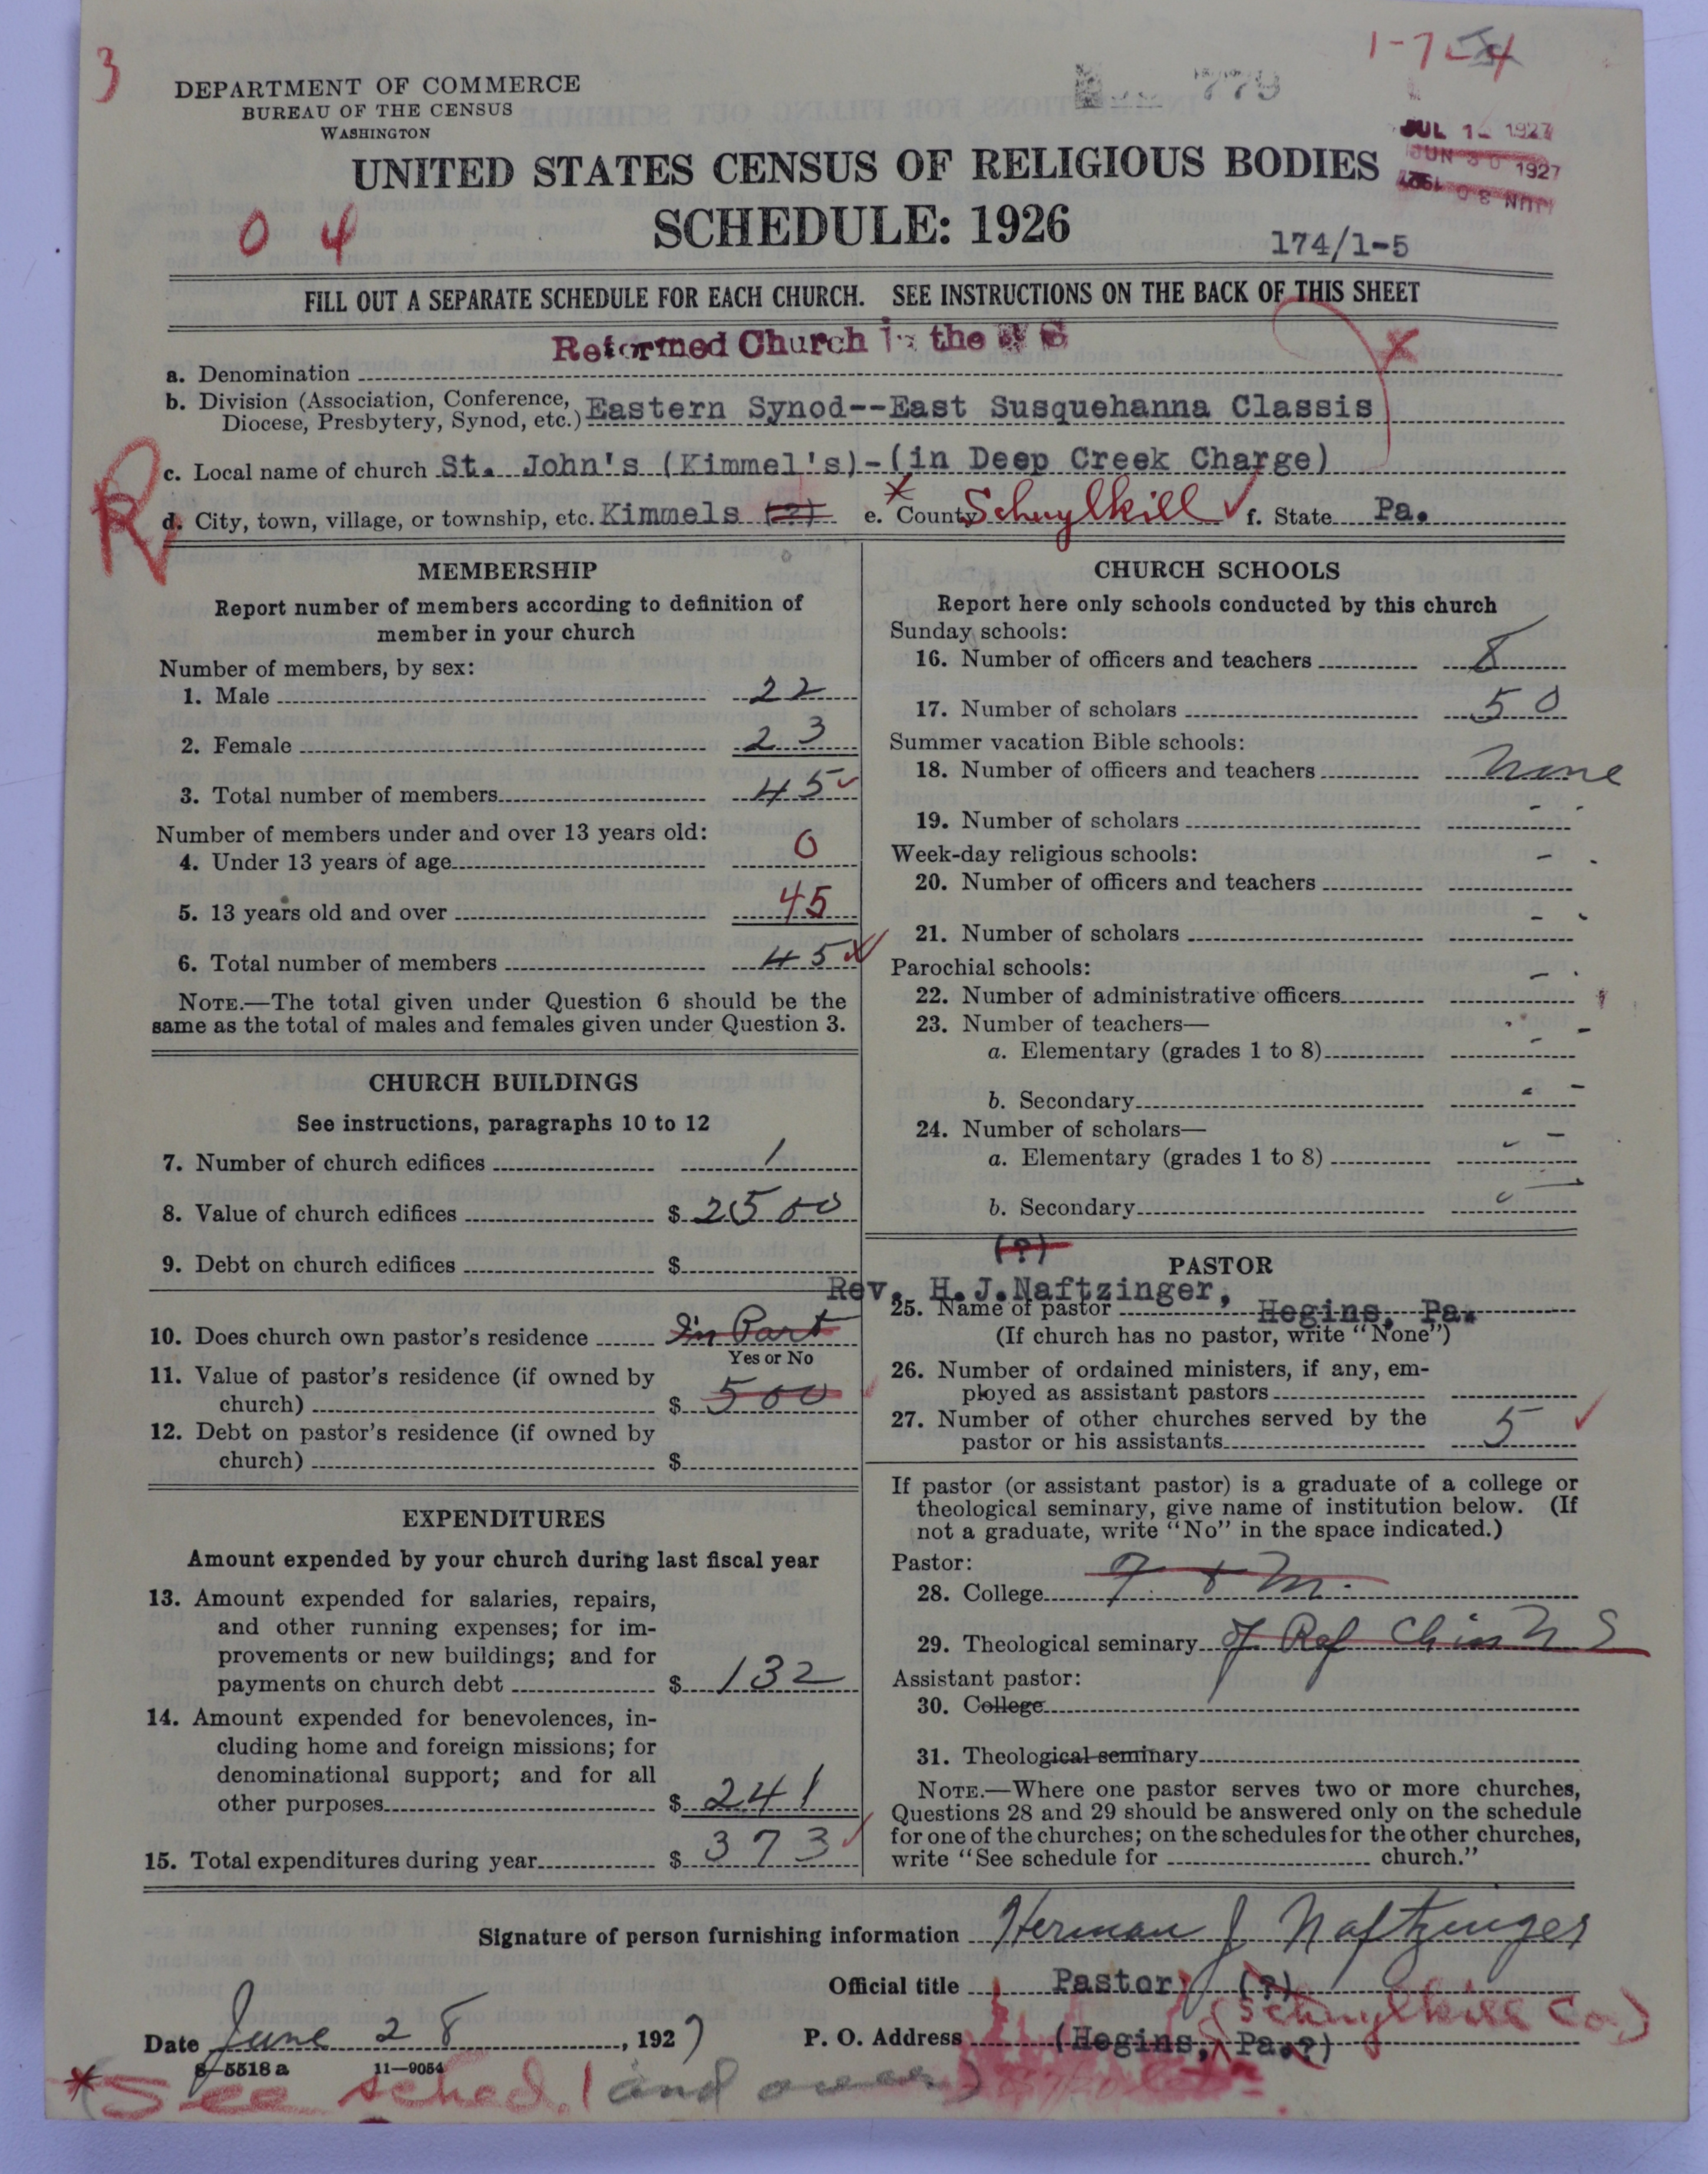 3
1-7-4
DEPARTMENT OF COMMERCE
BUREAU OF THE CENSUS
WASHINGTON
JUL 1 1927
JUN 30 1927
JUN 30 1927
UNITED STATES CENSUS OF RELIGIOUS BODIES
SCHEDULE: 1926
0 4
174/1-5
FILL OUT A SEPARATE SCHEDULE FOR EACH CHURCH. SEE INSTRUCTIONS ON THE BACK OF THIS SHEET
a. Denomination Reformed Church in the U S
b. Division (Association, Conference, Diocese, Presbytery, Synod, etc.) Eastern Synod--East Susquehanna Classis
c. Local name of church St. John's (Kimmel's)-(in Deep Creek Charge)
R d. City, town, village, or township, etc. Kimmels (?) e. County Schuylkill f. State Pa.
MEMBERSHIP
Report number of members according to definition of
member in your church
Number of members, by sex:
1. Male 22
2. Female 23
3. Total number of members 45
Number of members under and over 13 years old:
4. Under 13 years of age 0
5. 13 years old and over 45
6. Total number of members 45
NOTE.—The total given under Question 6 should be the
same as the total of males and females given under Question 3.
CHURCH BUILDINGS
See instructions, paragraphs 10 to 12
7. Number of church edifices 1
8. Value of church edifices $ 2500
9. Debt on church edifices $
10. Does church own pastor's residence In Part
Yes or No
11. Value of pastor's residence (if owned by
church) $ 500
12. Debt on pastor's residence (if owned by
church) $
EXPENDITURES
Amount expended by your church during last fiscal year
13. Amount expended for salaries, repairs,
and other running expenses; for im-
provements or new buildings; and for
payments on church debt $ 132
14. Amount expended for benevolences, in-
cluding home and foreign missions; for
denominational support; and for all
other purposes $ 241
15. Total expenditures during year $ 373
CHURCH SCHOOLS
Report here only schools conducted by this church
Sunday schools:
16. Number of officers and teachers 8
17. Number of scholars 50
Summer vacation Bible schools:
18. Number of officers and teachers None
19. Number of scholars -
Week-day religious schools:
20. Number of officers and teachers -
21. Number of scholars -
Parochial schools:
22. Number of administrative officers -
23. Number of teachers—
a. Elementary (grades 1 to 8) -
b. Secondary -
24. Number of scholars—
a. Elementary (grades 1 to 8) -
b. Secondary -
(?)
PASTOR
Rev. H.J.Naftzinger,
25. Name of pastor Hegins, Pa.
(If church has no pastor, write "None")
26. Number of ordained ministers, if any, em-
ployed as assistant pastors
27. Number of other churches served by the
pastor or his assistants 5
If pastor (or assistant pastor) is a graduate of a college or
theological seminary, give name of institution below. (If
not a graduate, write "No" in the space indicated.)
Pastor:
28. College F. & M.
29. Theological seminary of Ref Ch in U S
Assistant pastor:
30. College
31. Theological seminary
NOTE.—Where one pastor serves two or more churches,
Questions 28 and 29 should be answered only on the schedule
for one of the churches; on the schedules for the other churches,
write "See schedule for church."
Signature of person furnishing information Herman J Naftzinger
Official title Pastor (?)
(Schuylkill Co.)
Date June 28, 1927 P. O. Address (Hegins, Pa.?)
8-5518a 11—9054
* See sched. 1 (and over)